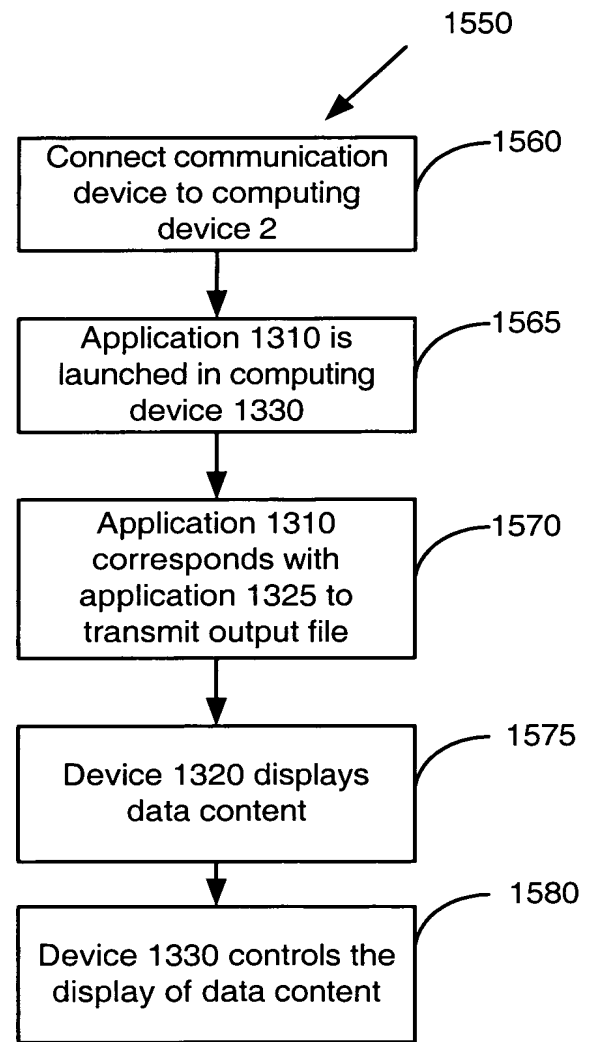 1550
Connect communication
device to computing
device 2
1560
Application 1310 is
launched in computing
device 1330
1565
Application 1310
corresponds with
application 1325 to
transmit output file
1570
Device 1320 displays
data content
1575
Device 1330 controls the
display of data content
1580